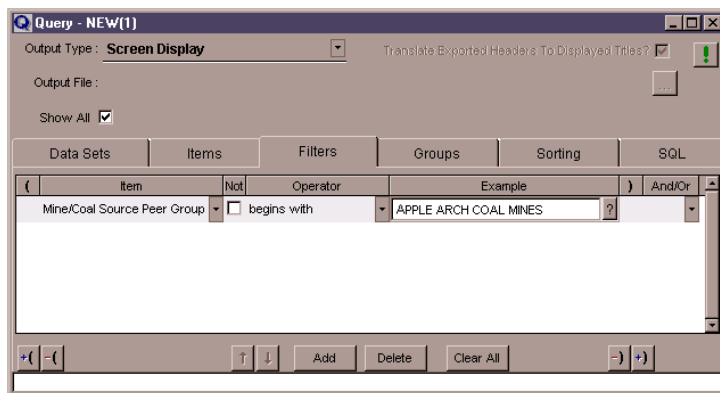 Query - NEW(1)
Output Type : Screen Display Translate Exported Headers To Displayed Titles?
Output File :
...
Show All
Data Sets Items Filters Groups Sorting SQL
( Item Not Operator Example ) And/Or
Mine/Coal Source Peer Group begins with APPLE ARCH COAL MINES ?
+( -( ↑ ↓ Add Delete Clear All -) +)